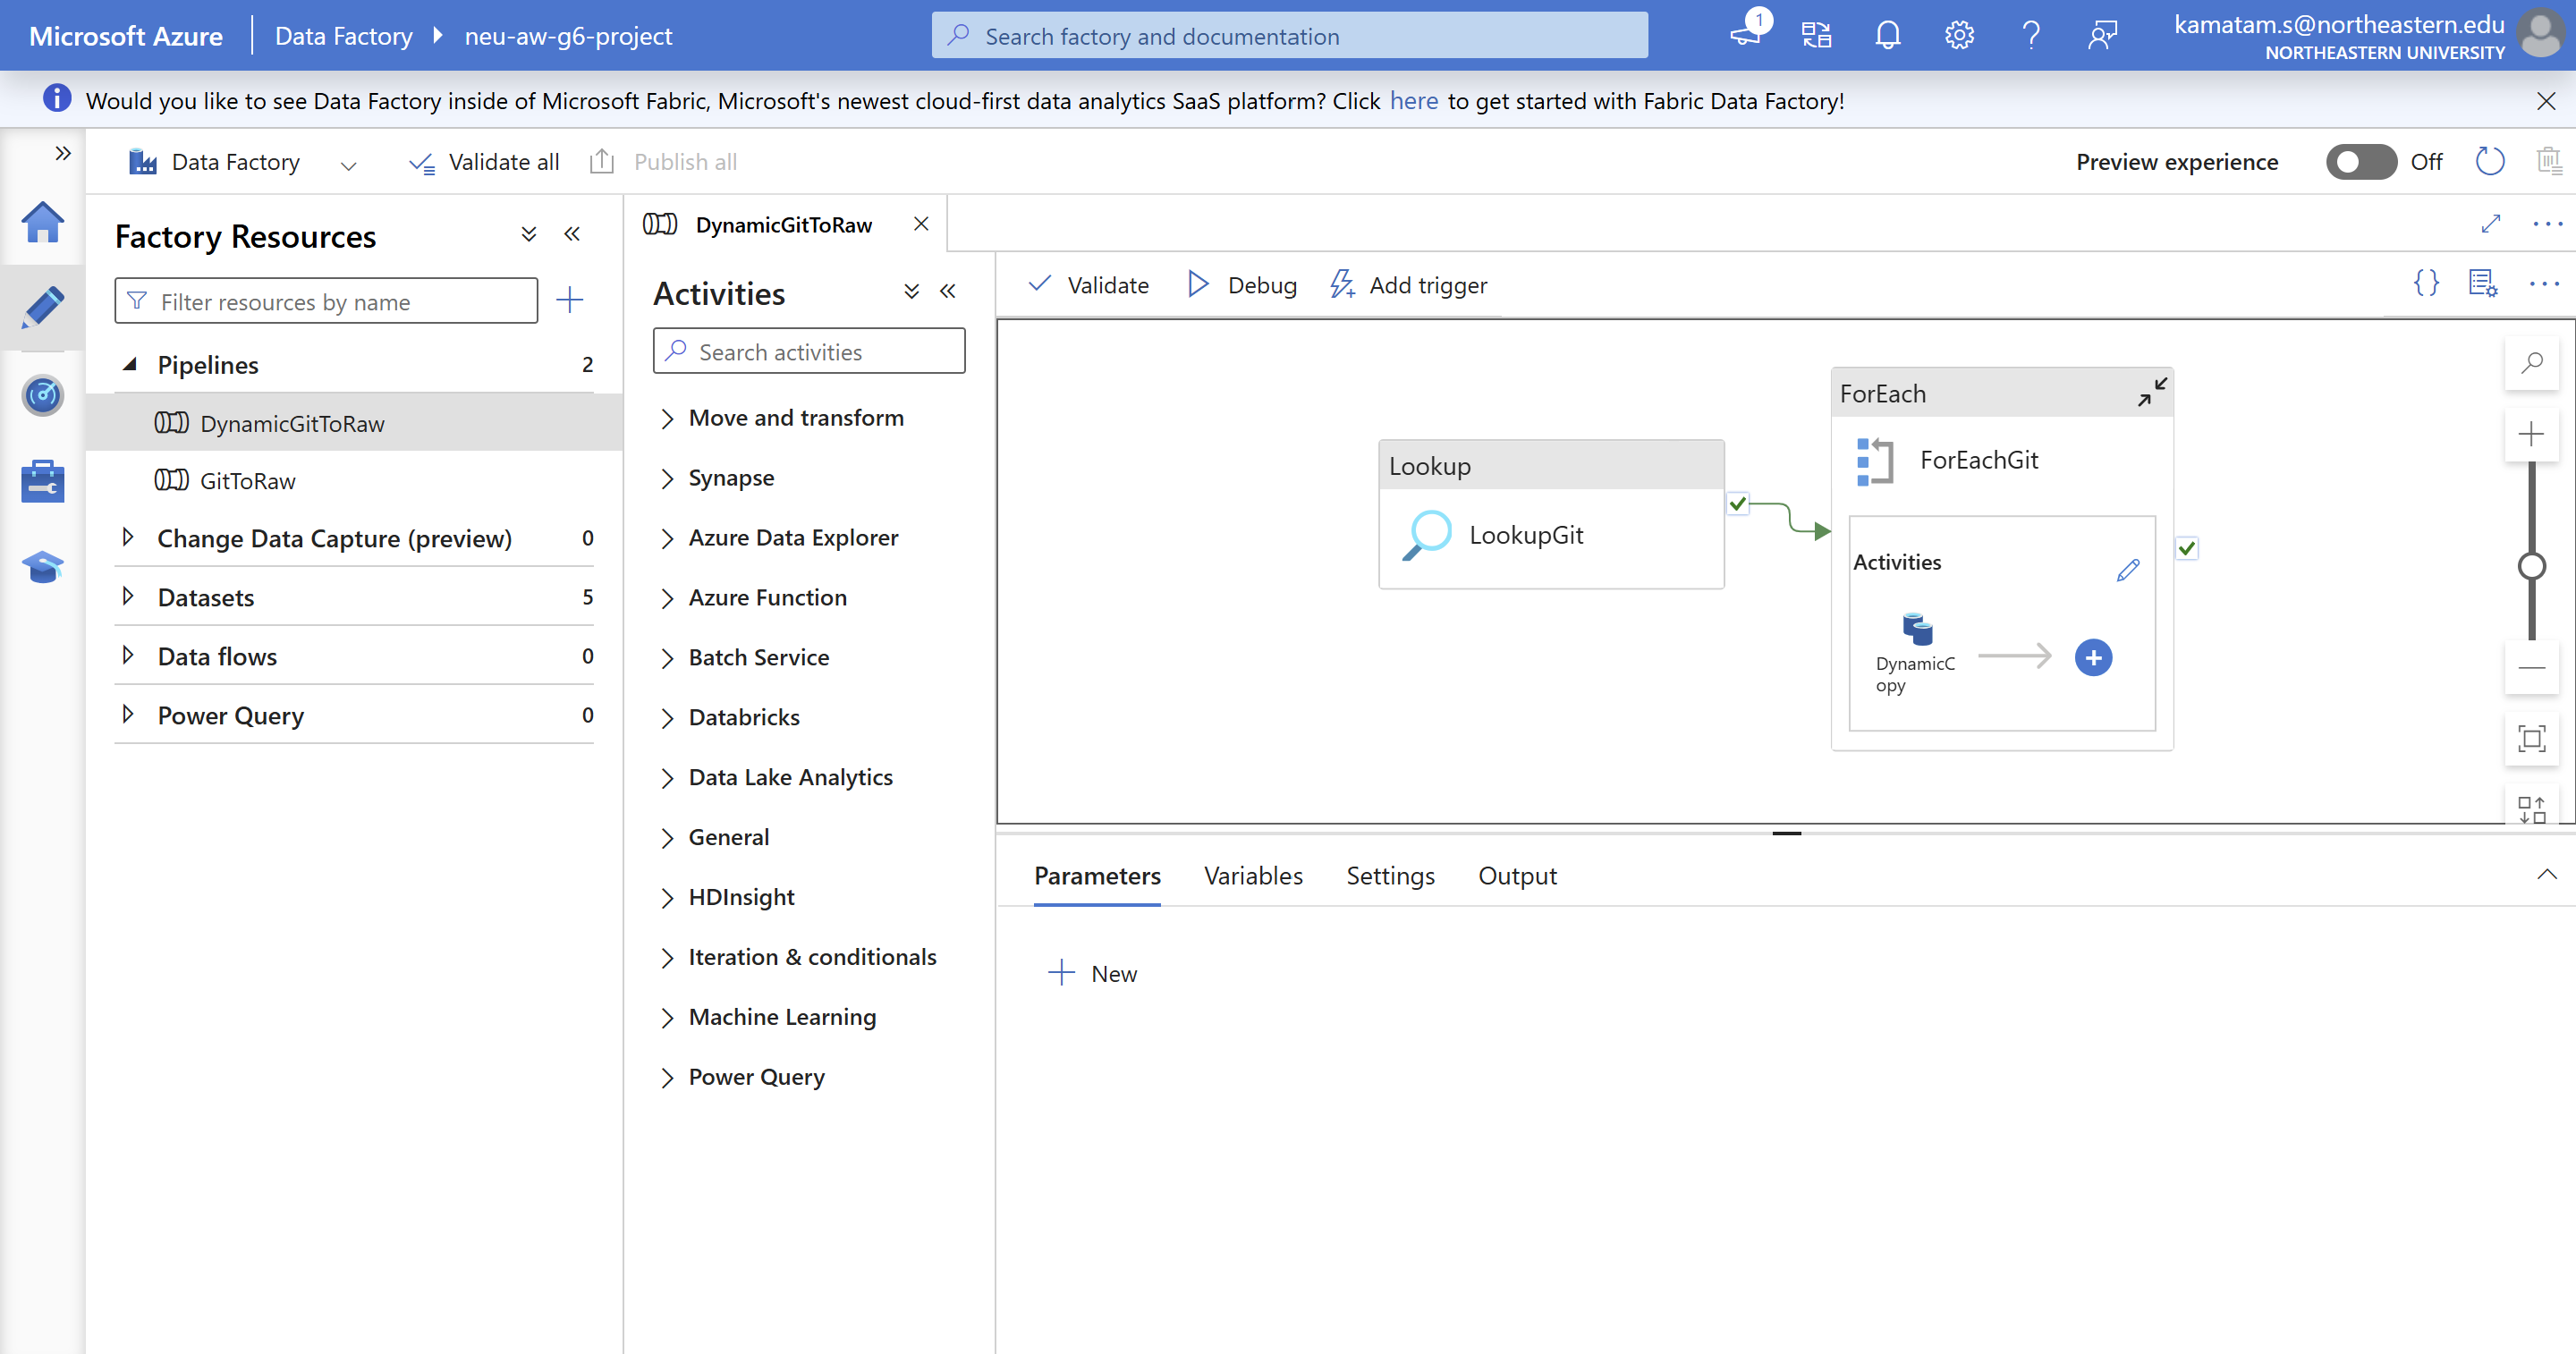 Microsoft Azure
Data Factory
neu-aw-g6-project
Search factory and documentation
1
kamatam.s@northeastern.edu
NORTHEASTERN UNIVERSITY
Would you like to see Data Factory inside of Microsoft Fabric, Microsoft's newest cloud-first data analytics SaaS platform? Click here to get started with Fabric Data Factory!
Data Factory
Validate all
Publish all
Preview experience
Off
Factory Resources
Filter resources by name
Pipelines 2
DynamicGitToRaw
GitToRaw
Change Data Capture (preview) 0
Datasets 5
Data flows 0
Power Query 0
DynamicGitToRaw
Activities
Search activities
Move and transform
Synapse
Azure Data Explorer
Azure Function
Batch Service
Databricks
Data Lake Analytics
General
HDInsight
Iteration & conditionals
Machine Learning
Power Query
Validate
Debug
Add trigger
Lookup
LookupGit
ForEach
ForEachGit
Activities
DynamicC
opy
Parameters
Variables
Settings
Output
New